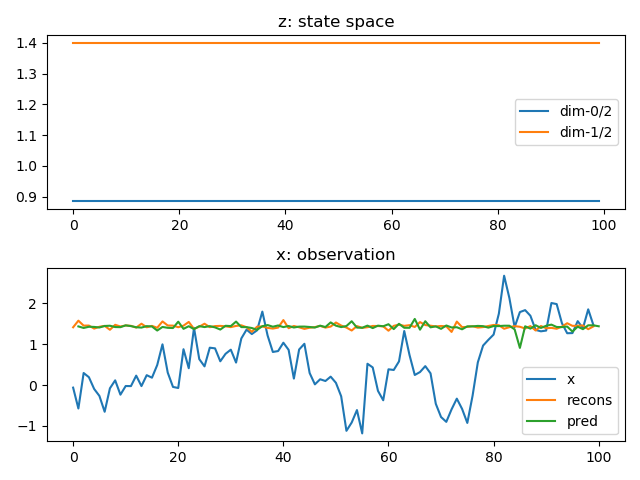 z: state space
1.4
1.3
1.2
1.1
1.0
0.9
dim-0/2
dim-1/2
0 20 40 60 80 100
x: observation
2
1
0
−1
x
recons
pred
0 20 40 60 80 100